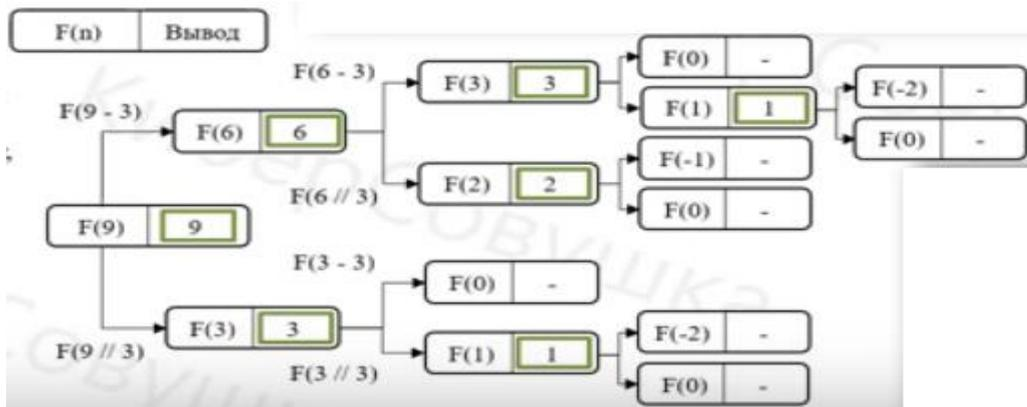 F(n) Вывод
F(0) -
F(6 - 3)
F(3) 3
F(-2) -
F(9 - 3)
F(1) 1
F(6) 6
F(0) -
F(-1) -
F(6 // 3)
F(2) 2
F(9) 9
F(0) -
F(3 - 3)
F(0) -
F(3) 3
F(-2) -
F(9 // 3)
F(1) 1
F(3 // 3)
F(0) -
КиберСовушка